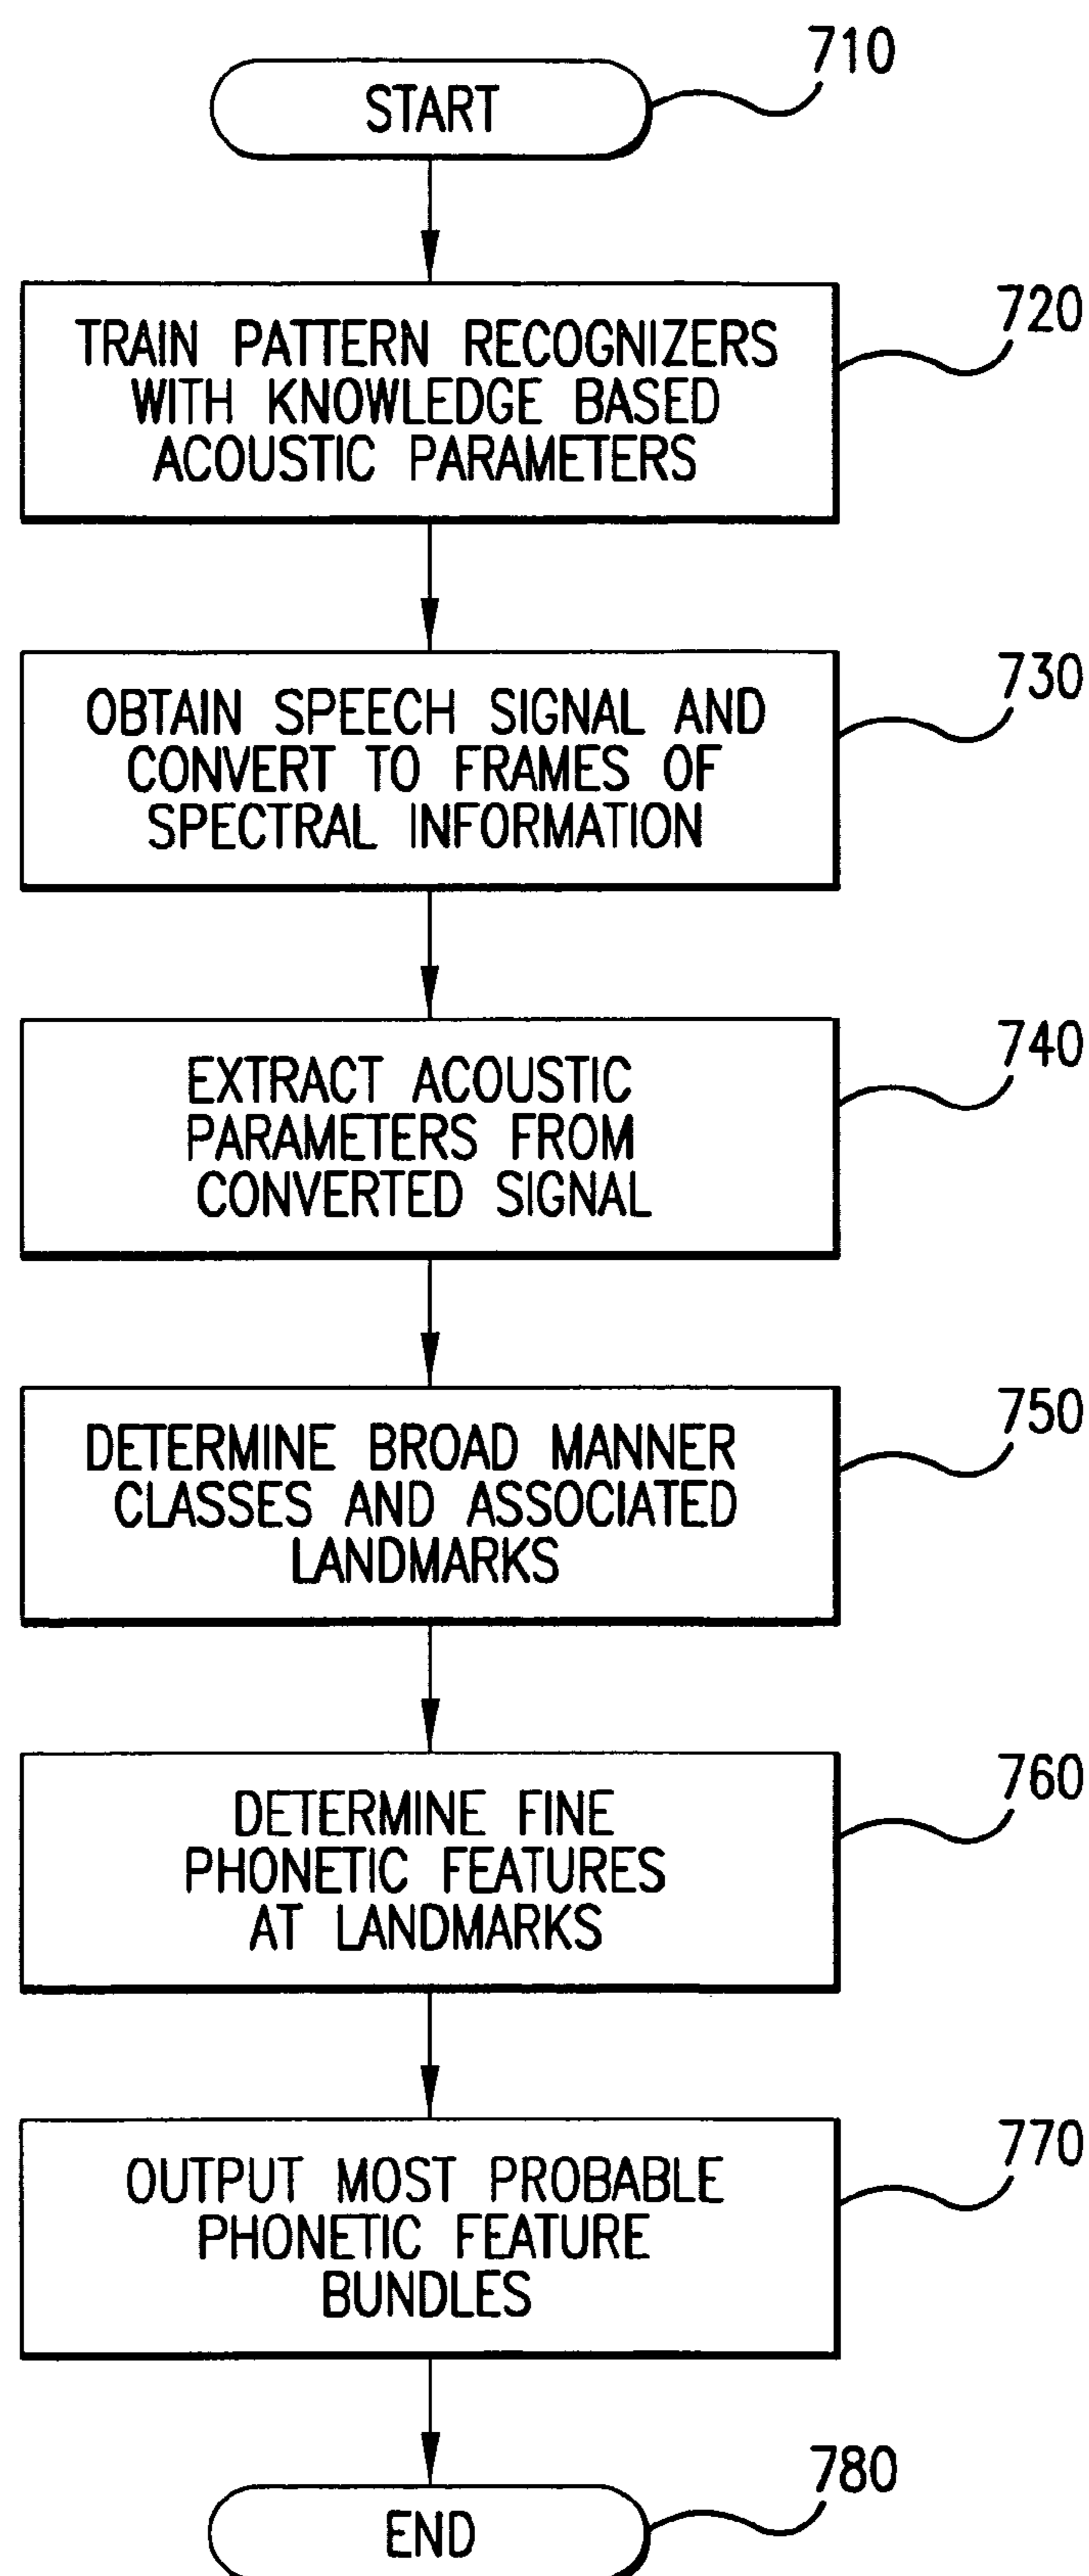 710
START
720
TRAIN PATTERN RECOGNIZERS
WITH KNOWLEDGE BASED
ACOUSTIC PARAMETERS
730
OBTAIN SPEECH SIGNAL AND
CONVERT TO FRAMES OF
SPECTRAL INFORMATION
740
EXTRACT ACOUSTIC
PARAMETERS FROM
CONVERTED SIGNAL
750
DETERMINE BROAD MANNER
CLASSES AND ASSOCIATED
LANDMARKS
760
DETERMINE FINE
PHONETIC FEATURES
AT LANDMARKS
770
OUTPUT MOST PROBABLE
PHONETIC FEATURE
BUNDLES
780
END